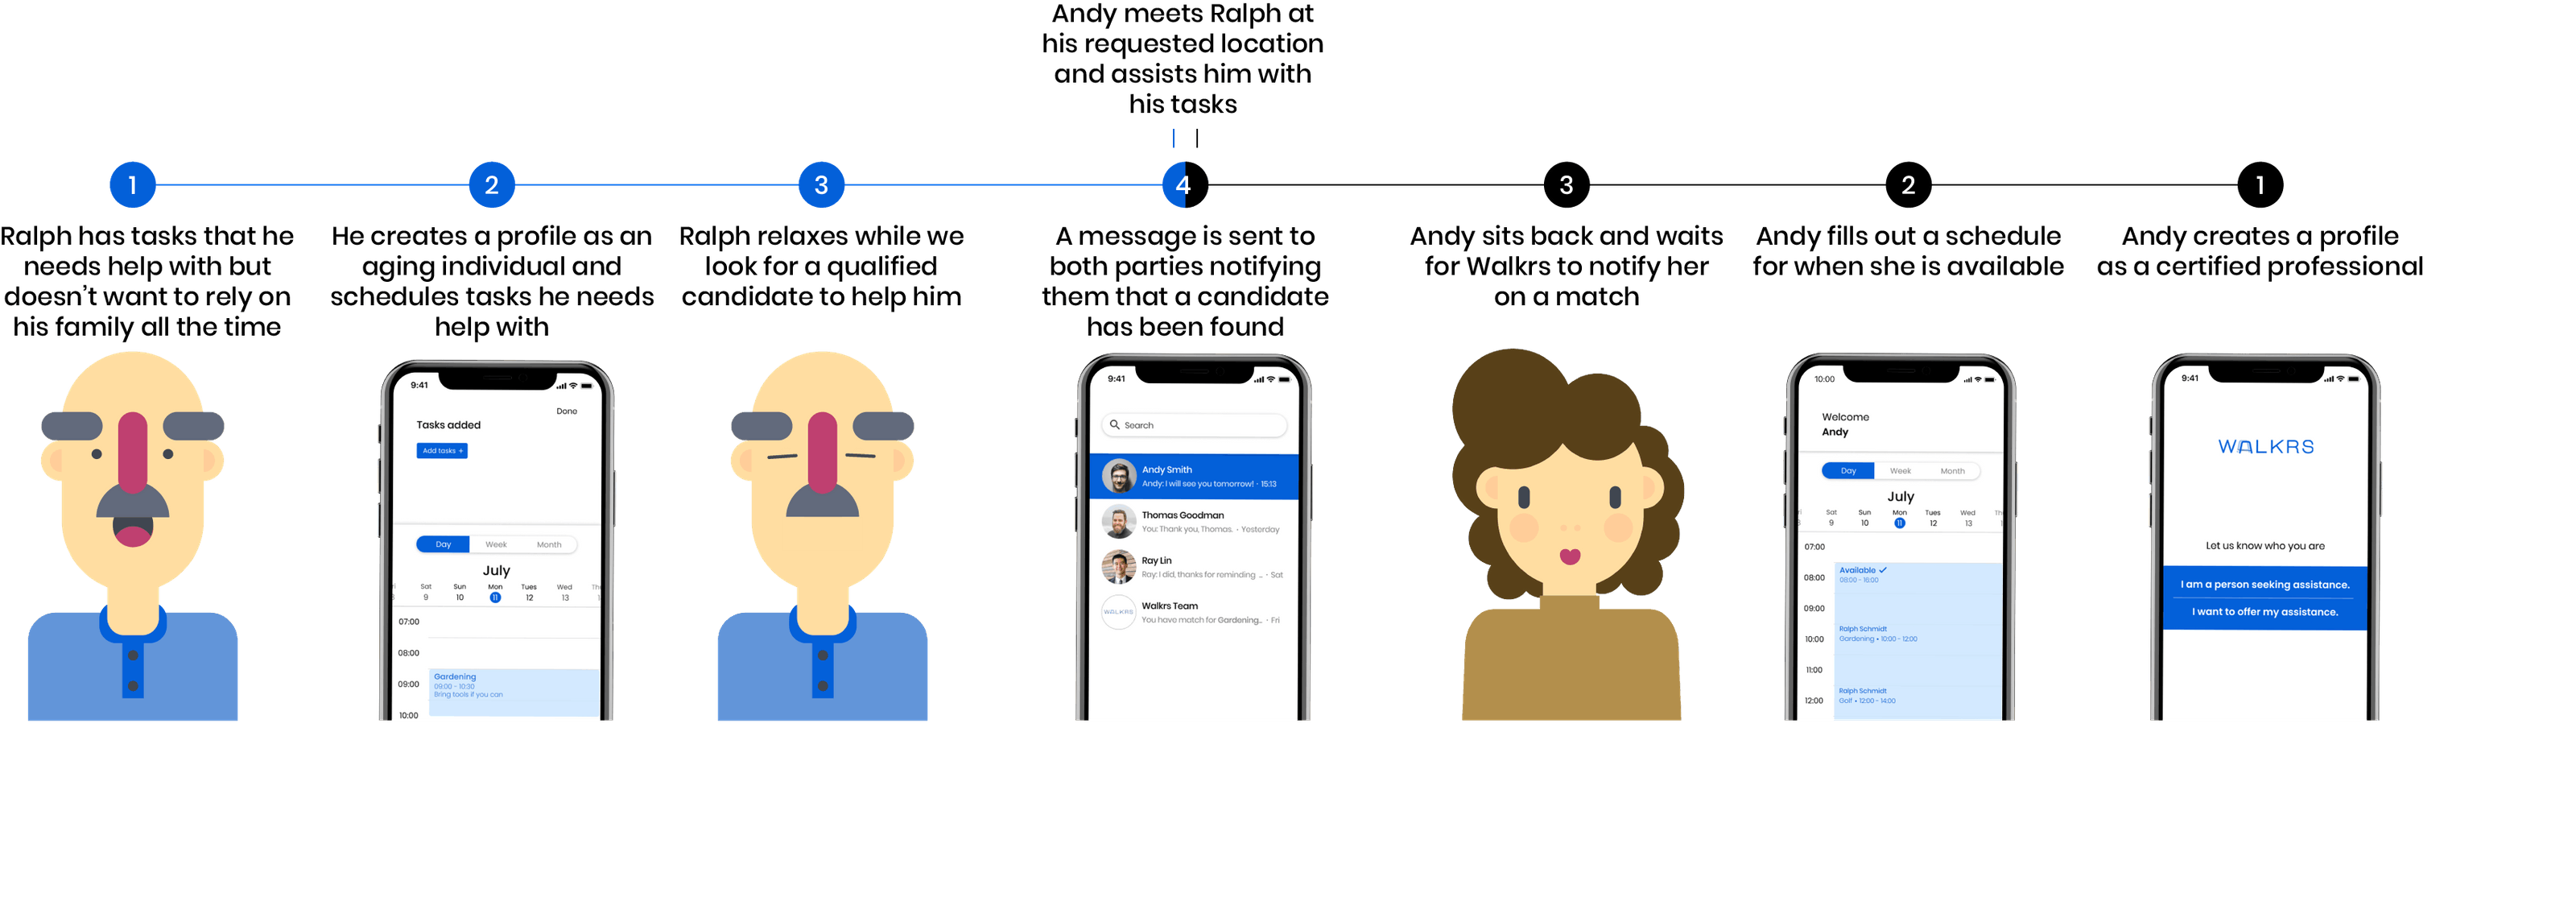 Andy meets Ralph at
his requested location
and assists him with
his tasks
1
2
3
4
3
2
1
Ralph has tasks that he
needs help with but
doesn't want to rely on
his family all the time
He creates a profile as an
aging individual and
schedules tasks he needs
help with
Ralph relaxes while we
look for a qualified
candidate to help him
A message is sent to
both parties notifying
them that a candidate
has been found
Andy sits back and waits
for Walkrs to notify her
on a match
Andy fills out a schedule
for when she is available
Andy creates a profile
as a certified professional
9:41
Done
Tasks added
Add tasks +
Day Week Month
July
Sat Sun Mon Tues Wed Th
9 10 11 12 13
07:00
08:00
09:00
Gardening
09:00 - 10:30
Bring tools if you can
10:00
9:41
Search
Andy Smith
Andy: I will see you tomorrow! · 15:13
Thomas Goodman
You: Thank you, Thomas. · Yesterday
Ray Lin
Ray: I did, thanks for reminding ... · Sat
WALKRS
Walkrs Team
You have match for Gardening... · Fri
10:00
Welcome
Andy
Day Week Month
July
Sat Sun Mon Tues Wed Th
9 10 11 12 13
07:00
Available ✓
08:00 - 16:00
08:00
09:00
Ralph Schmidt
Gardening • 10:00 - 12:00
10:00
11:00
Ralph Schmidt
Golf • 12:00 - 14:00
12:00
9:41
WALKRS
Let us know who you are
I am a person seeking assistance.
I want to offer my assistance.